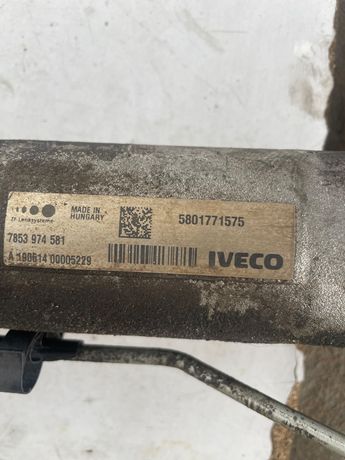 ZF Lenksysteme
MADE IN
HUNGARY
5801771575
7853 974 581
A 190614 00005229
IVECO